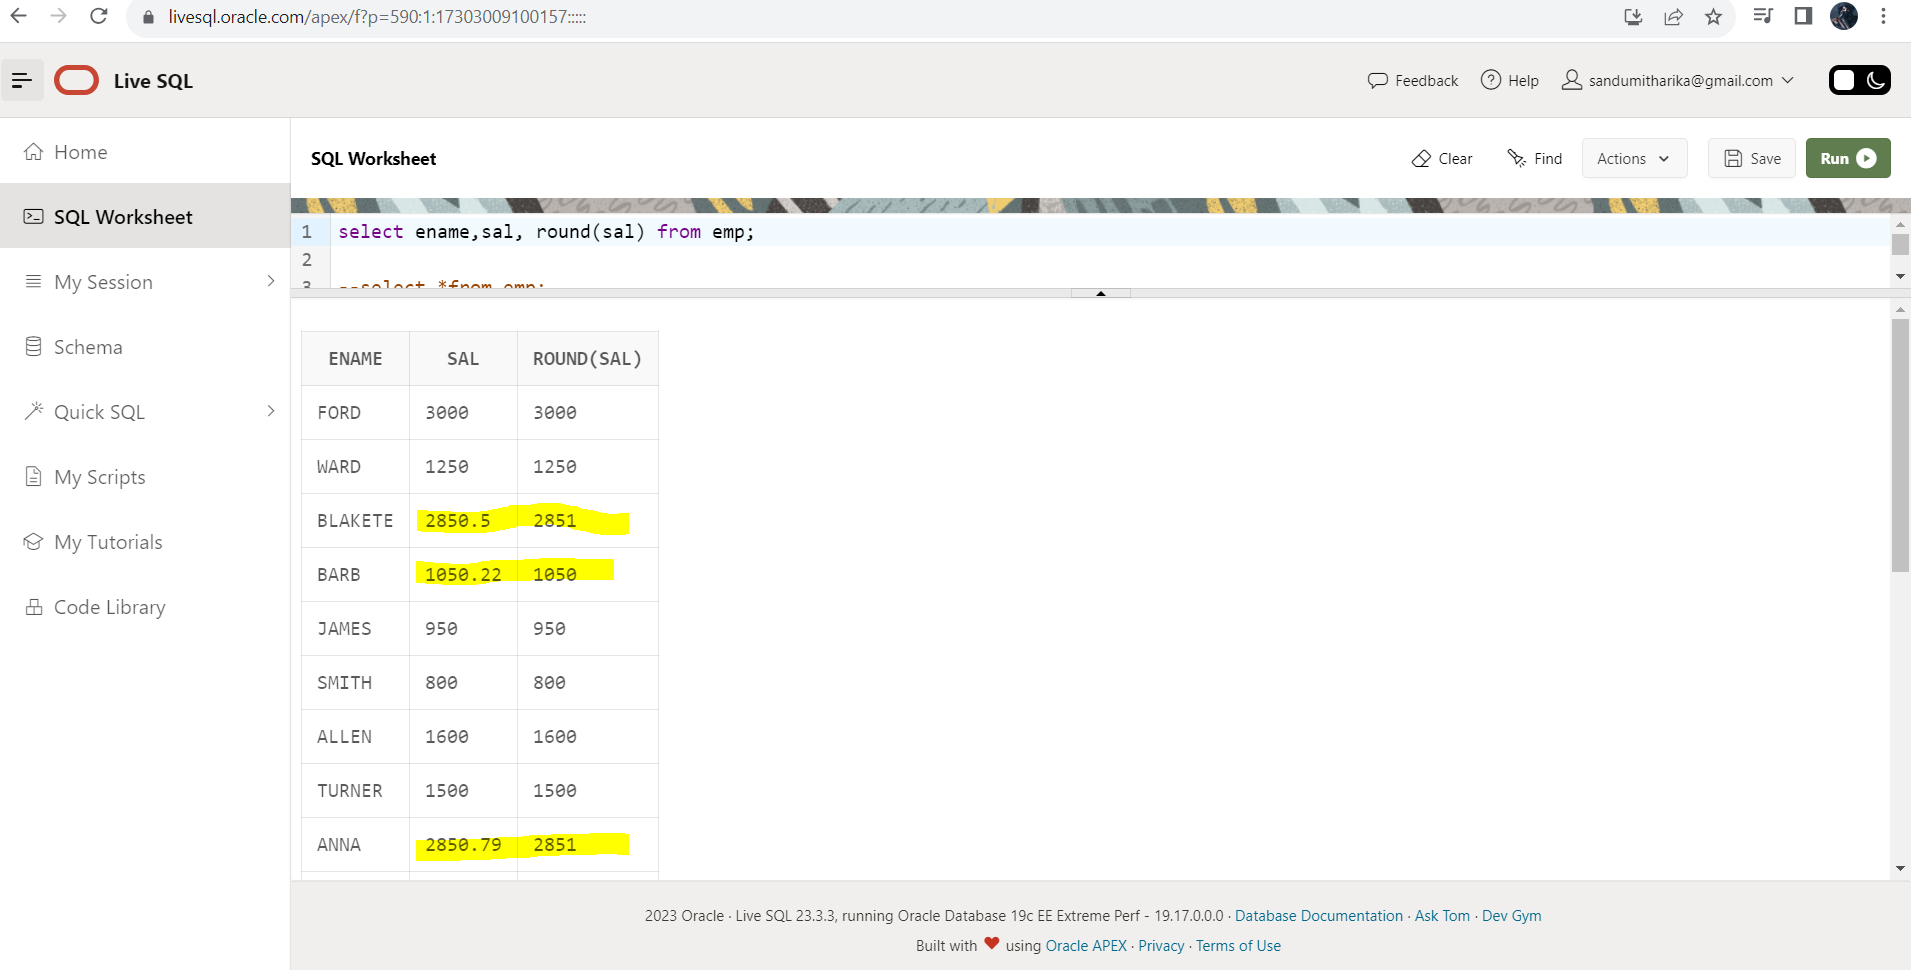 livesql.oracle.com/apex/f?p=590:1:17303009100157:::::
Live SQL
Feedback
Help
sandumitharika@gmail.com
Home
SQL Worksheet
My Session
Schema
Quick SQL
My Scripts
My Tutorials
Code Library
SQL Worksheet
Clear
Find
Actions
Save
Run
1 select ename,sal, round(sal) from emp;
2
3 --select *from emp;
ENAME SAL ROUND(SAL)
FORD 3000 3000
WARD 1250 1250
BLAKETE 2850.5 2851
BARB 1050.22 1050
JAMES 950 950
SMITH 800 800
ALLEN 1600 1600
TURNER 1500 1500
ANNA 2850.79 2851
2023 Oracle · Live SQL 23.3.3, running Oracle Database 19c EE Extreme Perf - 19.17.0.0.0 · Database Documentation · Ask Tom · Dev Gym
Built with ❤ using Oracle APEX · Privacy · Terms of Use